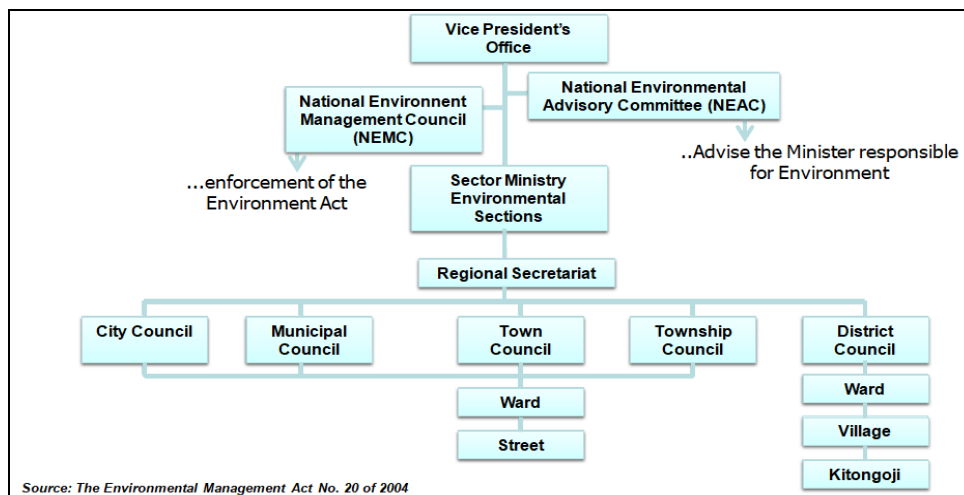 Vice President's
Office
National Environnent
Management Council
(NEMC)
National Environmental
Advisory Committee (NEAC)
...enforcement of the
Environment Act
..Advise the Minister responsible
for Environment
Sector Ministry
Environmental
Sections
Regional Secretariat
City Council
Municipal
Council
Town
Council
Township
Council
District
Council
Ward
Street
Ward
Village
Kitongoji
Source: The Environmental Management Act No. 20 of 2004